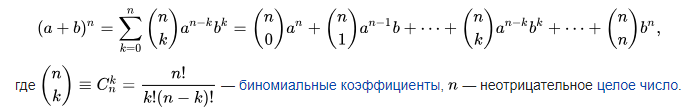 $(a+b)^n = \sum_{k=0}^{n} \binom{n}{k} a^{n-k} b^k = \binom{n}{0} a^n + \binom{n}{1} a^{n-1} b + \cdots + \binom{n}{k} a^{n-k} b^k + \cdots + \binom{n}{n} b^n,$
где $\binom{n}{k} \equiv C_n^k = \frac{n!}{k!(n-k)!}$ — биномиальные коэффициенты, $n$ — неотрицательное целое число.